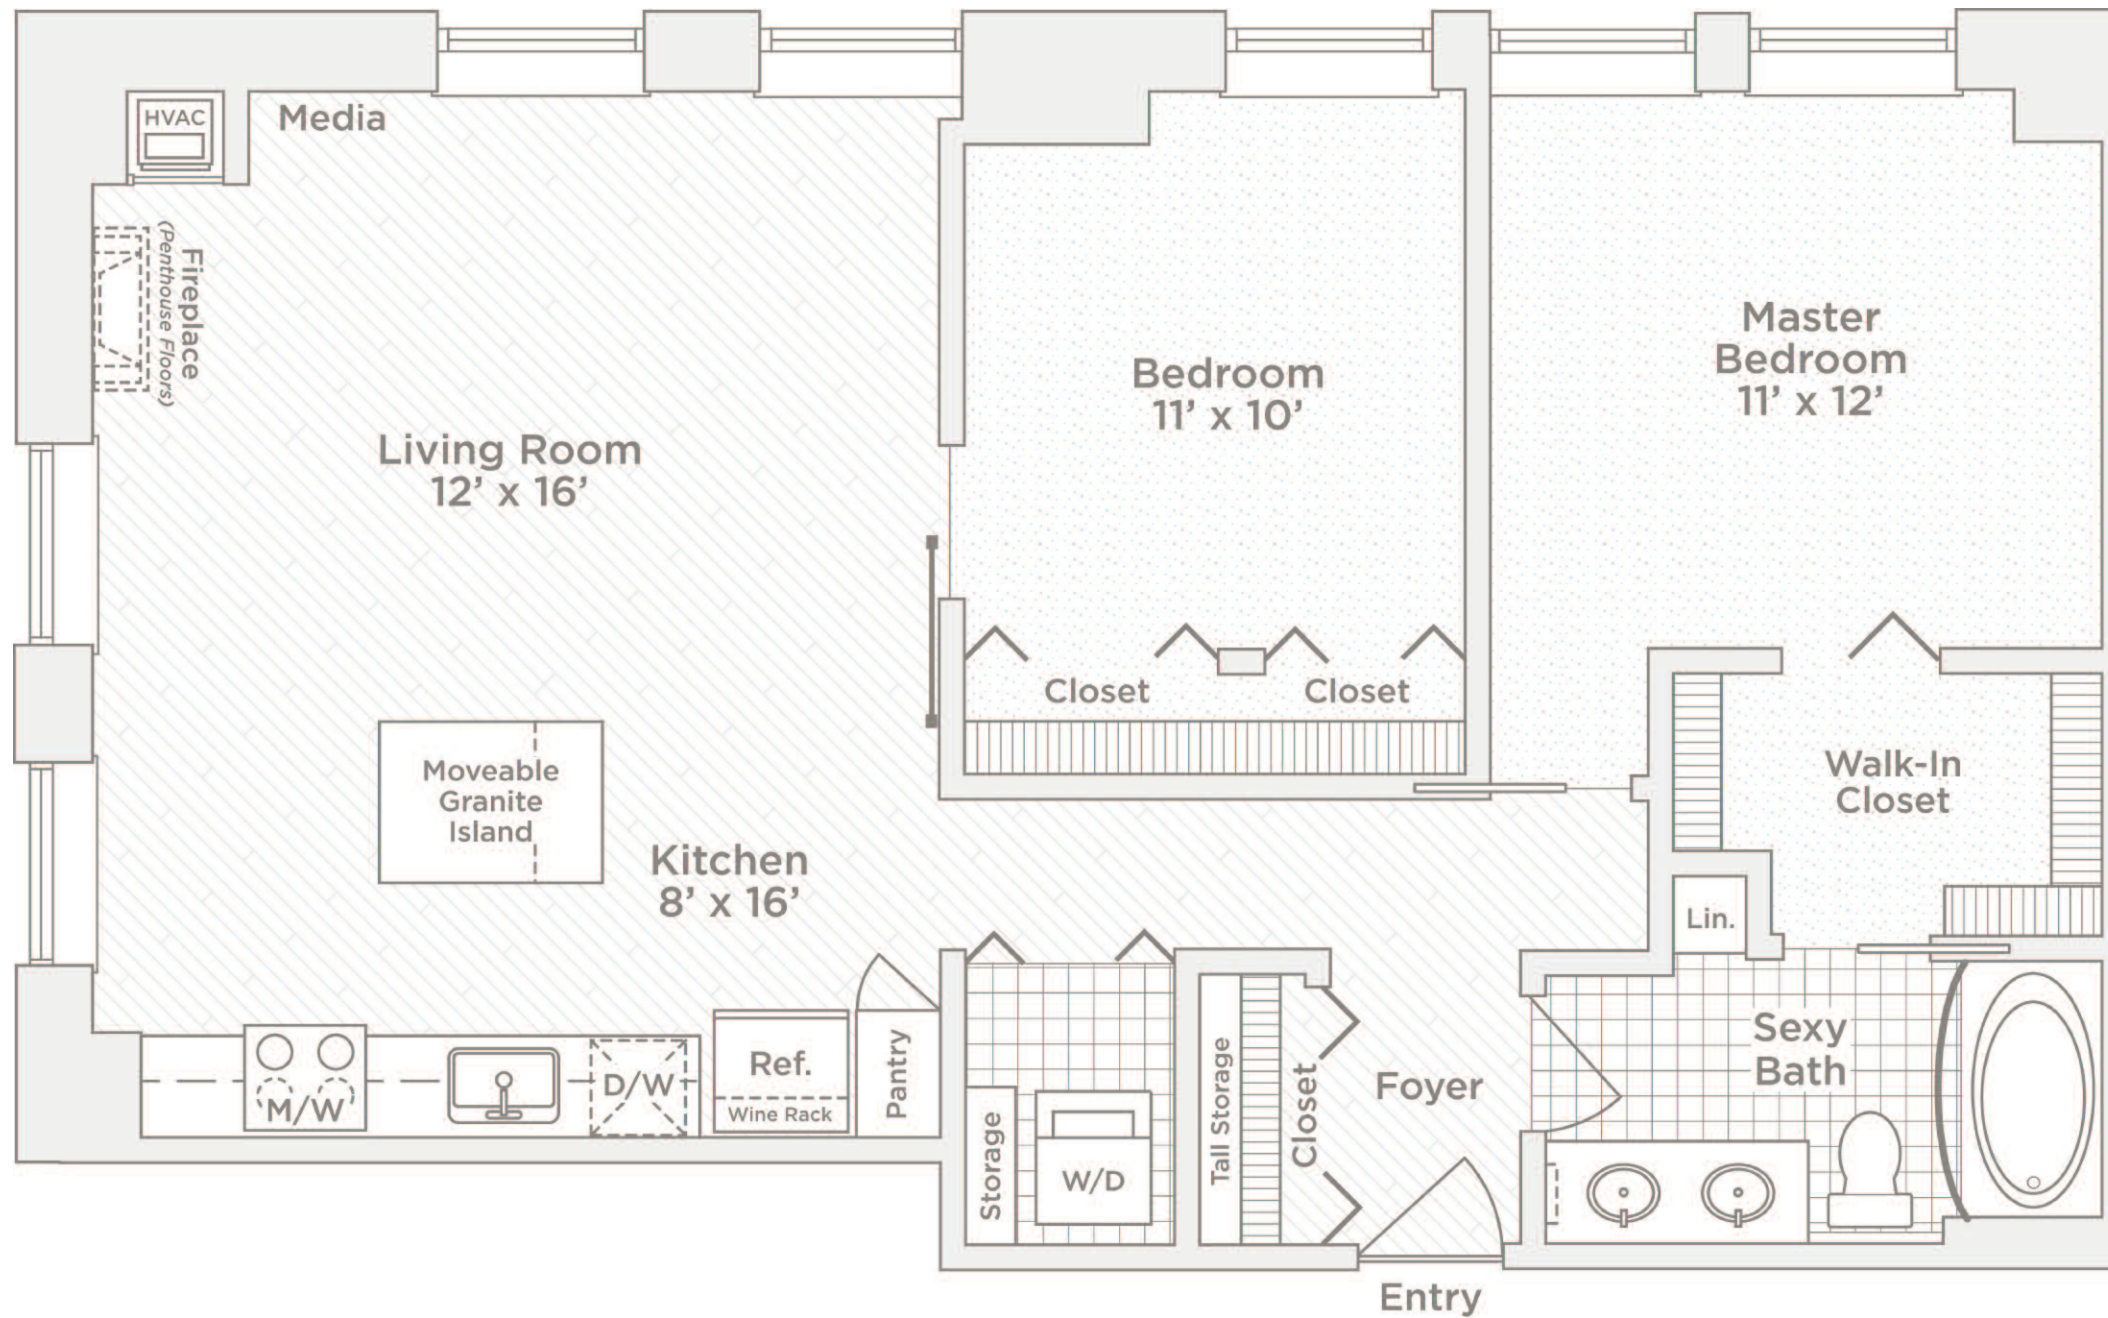 HVAC
Media
Fireplace
(Penthouse Floors)
Living Room
12’ x 16’
Bedroom
11’ x 10’
Master
Bedroom
11’ x 12’
Closet
Closet
Moveable
Granite
Island
Kitchen
8’ x 16’
Walk-In
Closet
Lin.
M/W
D/W
Ref.
Wine Rack
Pantry
Storage
W/D
Tall Storage
Closet
Foyer
Sexy
Bath
Entry